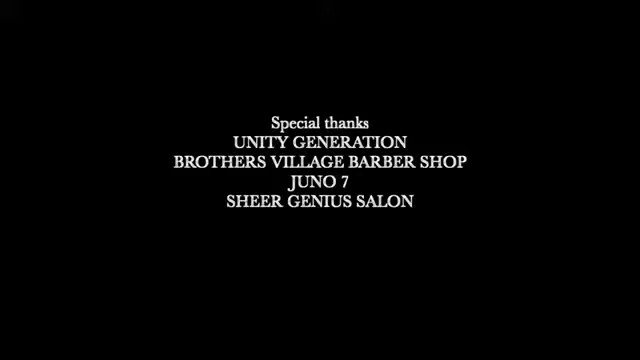 Special thanks
UNITY GENERATION
BROTHERS VILLAGE BARBER SHOP
JUNO 7
SHEER GENIUS SALON